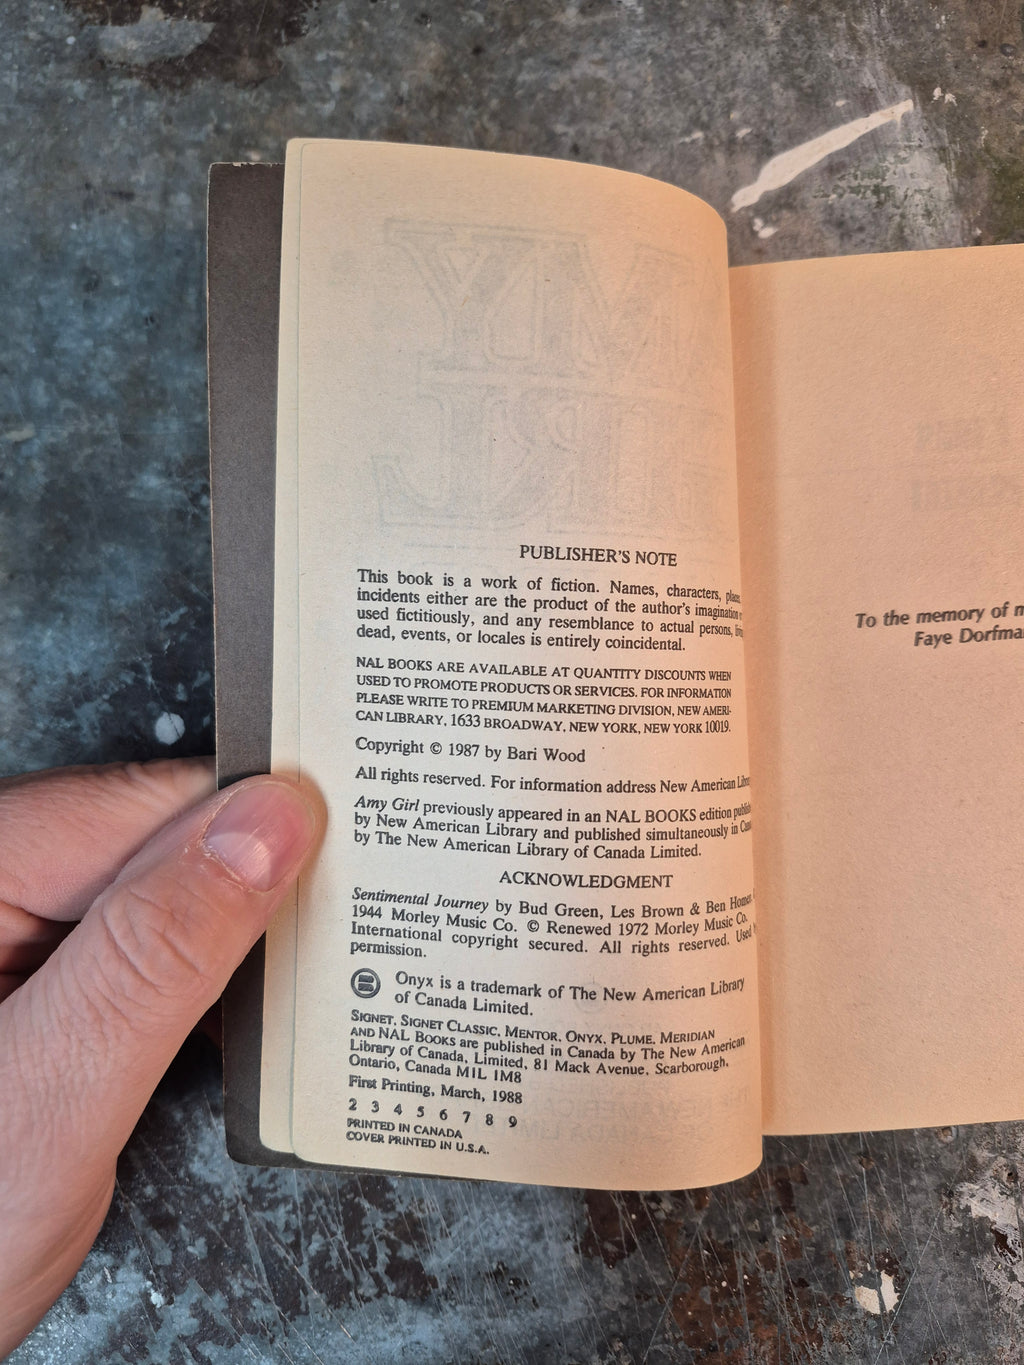 PUBLISHER'S NOTE
This book is a work of fiction. Names, characters,
incidents either are the product of the author's imagination
used fictitiously, and any resemblance to actual persons,
dead, events, or locales is entirely coincidental.
NAL BOOKS ARE AVAILABLE AT QUANTITY DISCOUNTS WHEN
USED TO PROMOTE PRODUCTS OR SERVICES. FOR INFORMATION
PLEASE WRITE TO PREMIUM MARKETING DIVISION, NEW AMERI-
CAN LIBRARY, 1633 BROADWAY, NEW YORK, NEW YORK 10019.
Copyright © 1987 by Bari Wood
All rights reserved. For information address New American
Amy Girl previously appeared in an NAL BOOKS edition
by New American Library and published simultaneously in
by The New American Library of Canada Limited.
ACKNOWLEDGMENT
Sentimental Journey by Bud Green, Les Brown & Ben Homer
1944 Morley Music Co. © Renewed 1972 Morley Music Co.
International copyright secured. All rights reserved. Used
permission.
Onyx is a trademark of The New American Library
of Canada Limited.
SIGNET, SIGNET CLASSIC, MENTOR, ONYX, PLUME, MERIDIAN
AND NAL BOOKS are published in Canada by The New American
Library of Canada, Limited, 81 Mack Avenue, Scarborough,
Ontario, Canada M1L 1M8
First Printing, March, 1988
2 3 4 5 6 7 8 9
PRINTED IN CANADA
COVER PRINTED IN U.S.A.
To the memory of
Faye